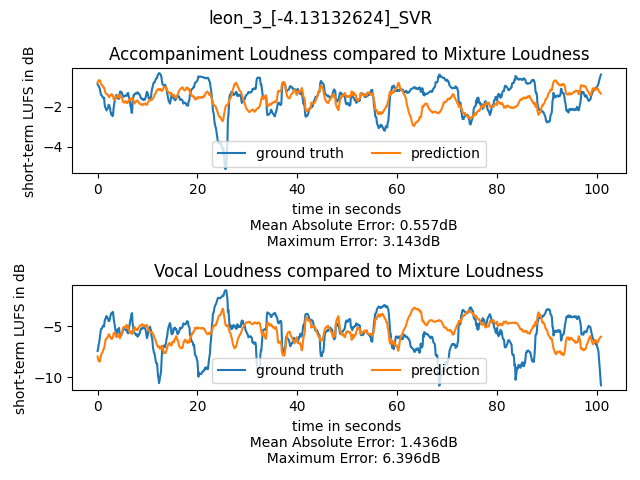 leon_3_[-4.13132624]_SVR
Accompaniment Loudness compared to Mixture Loudness
short-term LUFS in dB
−2
−4
ground truth
prediction
0 20 40 60 80 100
time in seconds
Mean Absolute Error: 0.557dB
Maximum Error: 3.143dB
Vocal Loudness compared to Mixture Loudness
short-term LUFS in dB
−5
−10
ground truth
prediction
0 20 40 60 80 100
time in seconds
Mean Absolute Error: 1.436dB
Maximum Error: 6.396dB